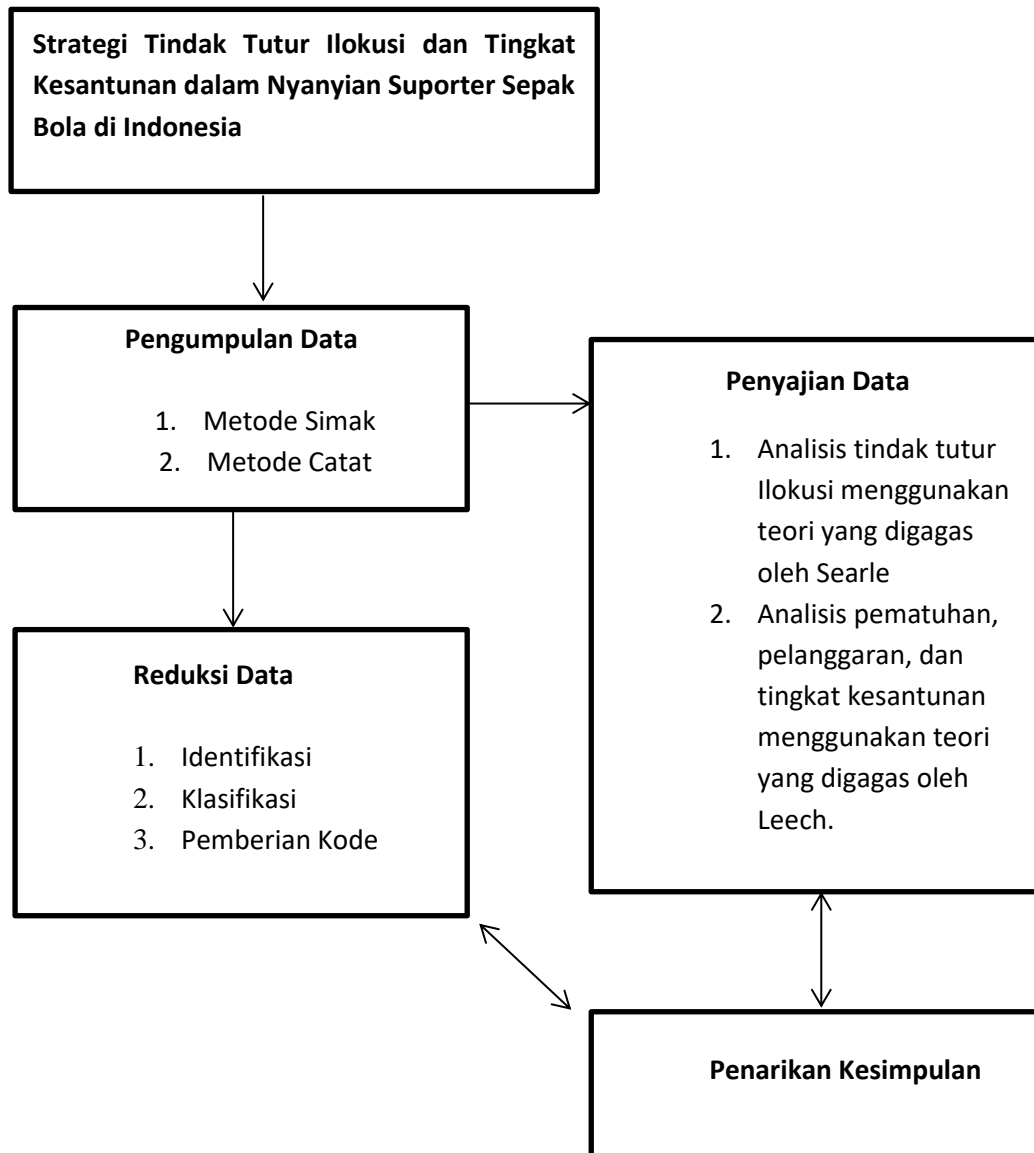 Strategi Tindak Tutur Ilokusi dan Tingkat
Kesantunan dalam Nyanyian Suporter Sepak
Bola di Indonesia
Pengumpulan Data
1. Metode Simak
2. Metode Catat
Penyajian Data
1. Analisis tindak tutur
Ilokusi menggunakan
teori yang digagas
oleh Searle
2. Analisis pematuhan,
pelanggaran, dan
tingkat kesantunan
menggunakan teori
yang digagas oleh
Leech.
Reduksi Data
1. Identifikasi
2. Klasifikasi
3. Pemberian Kode
Penarikan Kesimpulan